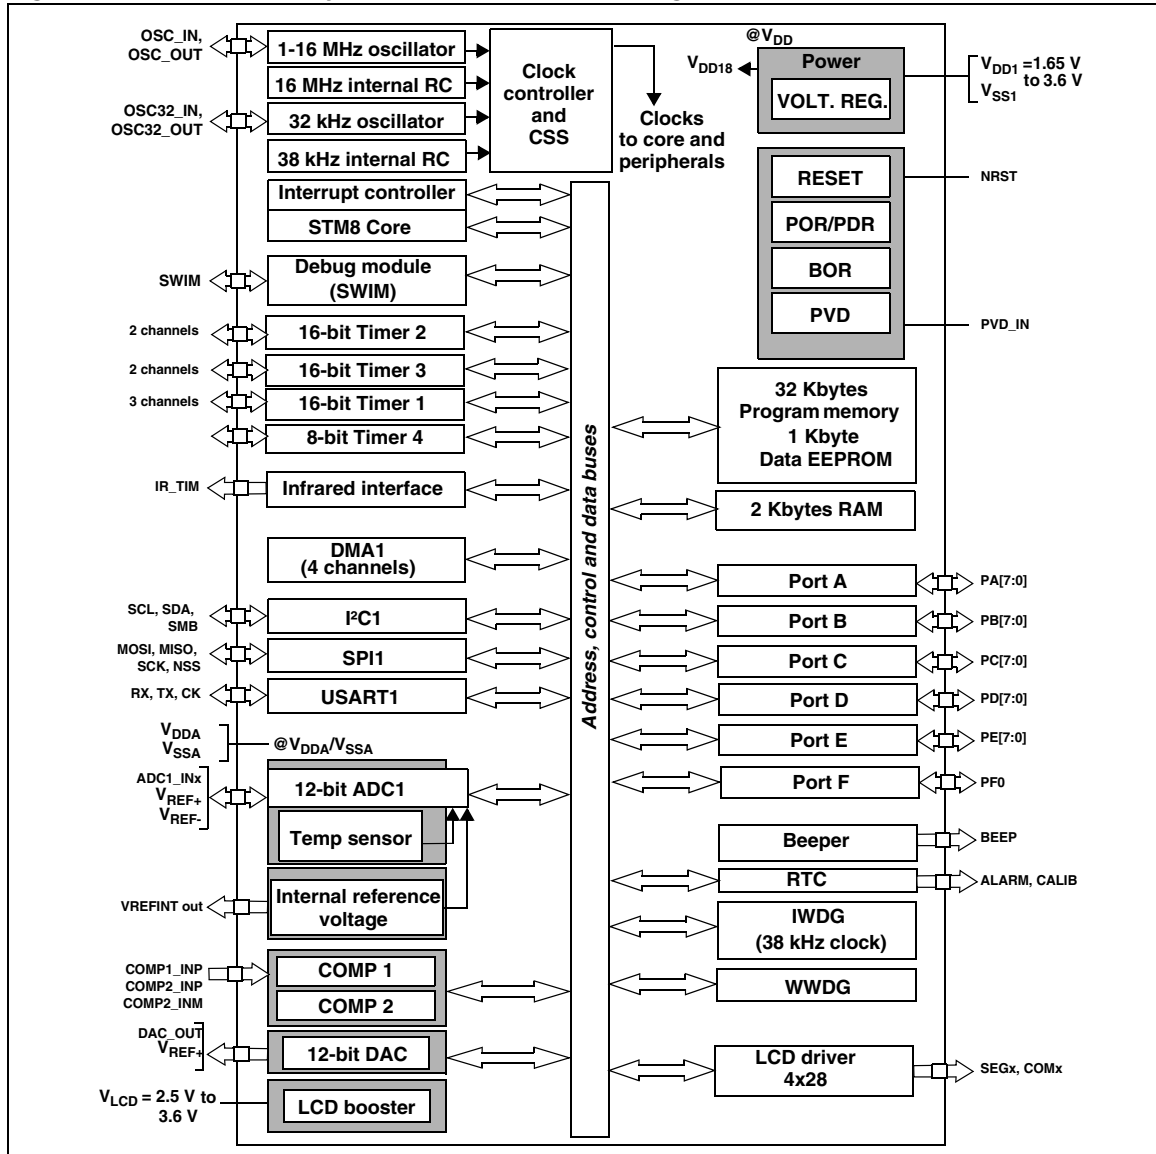 OSC_IN,
OSC_OUT
1-16 MHz oscillator
16 MHz internal RC
OSC32_IN,
OSC32_OUT
32 kHz oscillator
38 kHz internal RC
Clock
controller
and
CSS
Clocks
to core and
peripherals
@VDD
VDD18
Power
VOLT. REG.
VDD1 =1.65 V
to 3.6 V
VSS1
RESET
NRST
POR/PDR
BOR
PVD
PVD_IN
Interrupt controller
STM8 Core
SWIM
Debug module
(SWIM)
2 channels
16-bit Timer 2
2 channels
16-bit Timer 3
3 channels
16-bit Timer 1
8-bit Timer 4
IR_TIM
Infrared interface
DMA1
(4 channels)
SCL, SDA,
SMB
I²C1
MOSI, MISO,
SCK, NSS
SPI1
RX, TX, CK
USART1
VDDA
VSSA
@VDDA/VSSA
ADC1_INx
VREF+
VREF-
12-bit ADC1
Temp sensor
VREFINT out
Internal reference
voltage
COMP1_INP
COMP2_INP
COMP2_INM
COMP 1
COMP 2
DAC_OUT
VREF+
12-bit DAC
VLCD = 2.5 V to
3.6 V
LCD booster
Address, control and data buses
32 Kbytes
Program memory
1 Kbyte
Data EEPROM
2 Kbytes RAM
Port A
PA[7:0]
Port B
PB[7:0]
Port C
PC[7:0]
Port D
PD[7:0]
Port E
PE[7:0]
Port F
PF0
Beeper
BEEP
RTC
ALARM, CALIB
IWDG
(38 kHz clock)
WWDG
LCD driver
4x28
SEGx, COMx